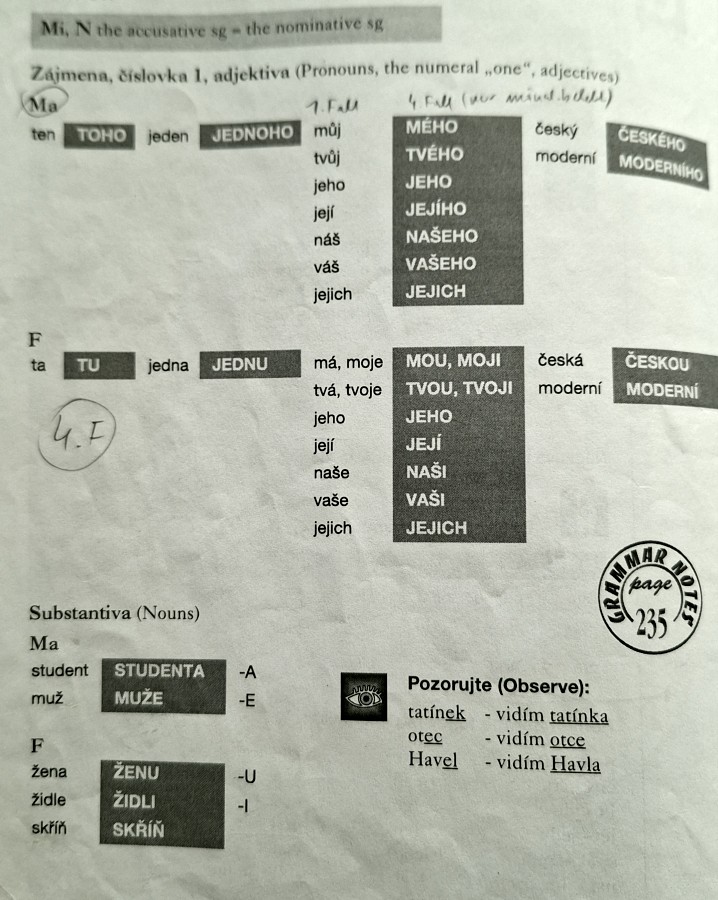 Mi, N the accusative sg = the nominative sg
Zájmena, číslovka 1, adjektiva (Pronouns, the numeral „one“, adjectives)
Ma 1. Fall 4. Fall
ten TOHO jeden JEDNOHO můj MÉHO český ČESKÉHO
tvůj TVÉHO moderní MODERNÍHO
jeho JEHO
její JEJÍHO
náš NAŠEHO
váš VAŠEHO
jejich JEJICH
F
ta TU jedna JEDNU má, moje MOU, MOJI česká ČESKOU
tvá, tvoje TVOU, TVOJI moderní MODERNÍ
jeho JEHO
4. F
její JEJÍ
naše NAŠI
vaše VAŠI
jejich JEJICH
GRAMMAR NOTES
page
235
Substantiva (Nouns)
Ma
student STUDENTA -A
muž MUŽE -E
F
žena ŽENU -U
židle ŽIDLI -I
skříň SKŘÍŇ
Pozorujte (Observe):
tatínek - vidím tatínka
otec - vidím otce
Havel - vidím Havla